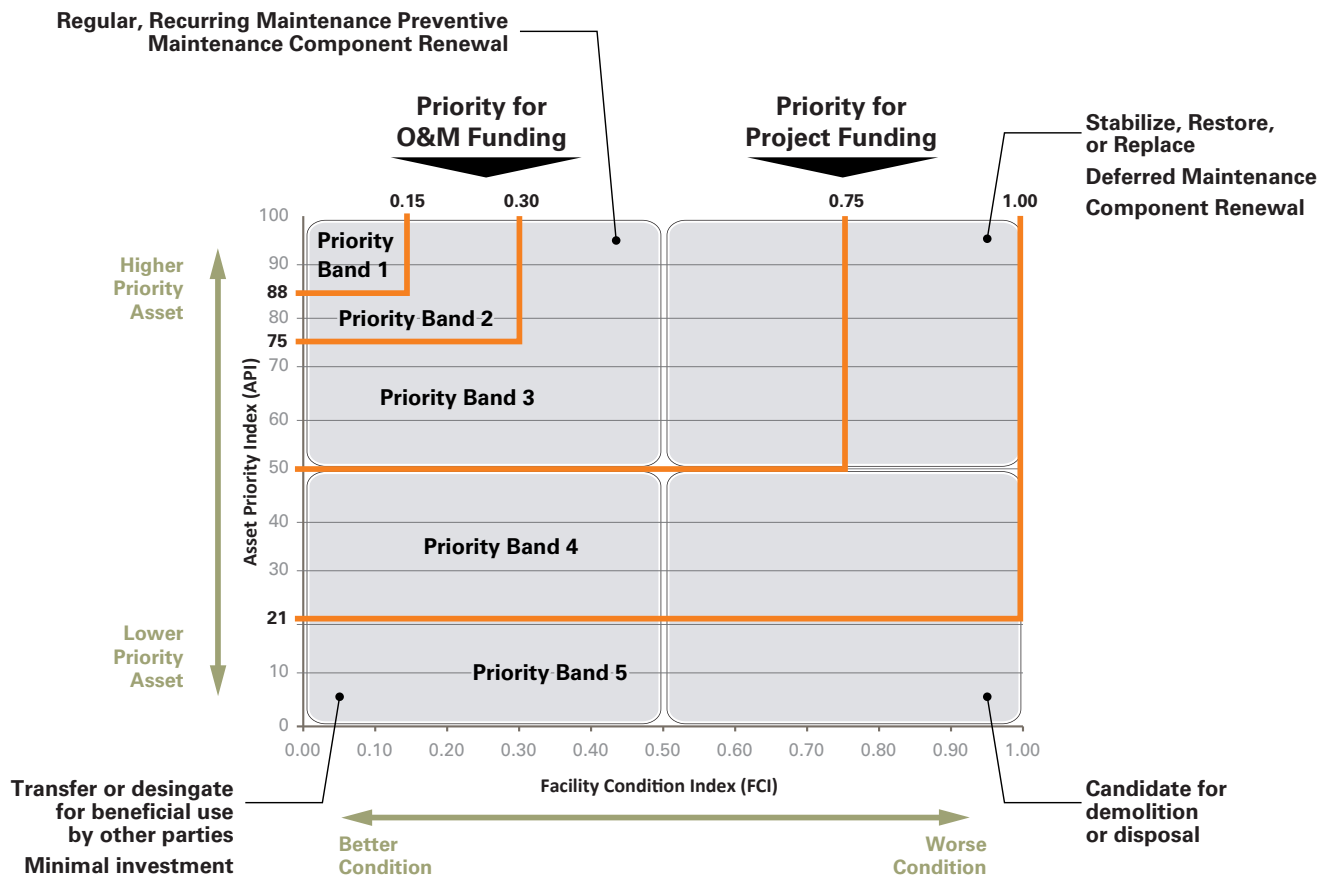 Regular, Recurring Maintenance Preventive
Maintenance Component Renewal
Priority for
O&M Funding
Priority for
Project Funding
Stabilize, Restore,
or Replace
Deferred Maintenance
Component Renewal
0.15
0.30
0.75
1.00
Higher
Priority
Asset
Lower
Priority
Asset
Asset Priority Index (API)
100
90
88
80
75
70
60
50
40
30
21
10
0
Priority
Band 1
Priority Band 2
Priority Band 3
Priority Band 4
Priority Band 5
0.00
0.10
0.20
0.30
0.40
0.50
0.60
0.70
0.80
0.90
1.00
Facility Condition Index (FCI)
Better
Condition
Worse
Condition
Transfer or desingate
for beneficial use
by other parties
Minimal investment
Candidate for
demolition
or disposal